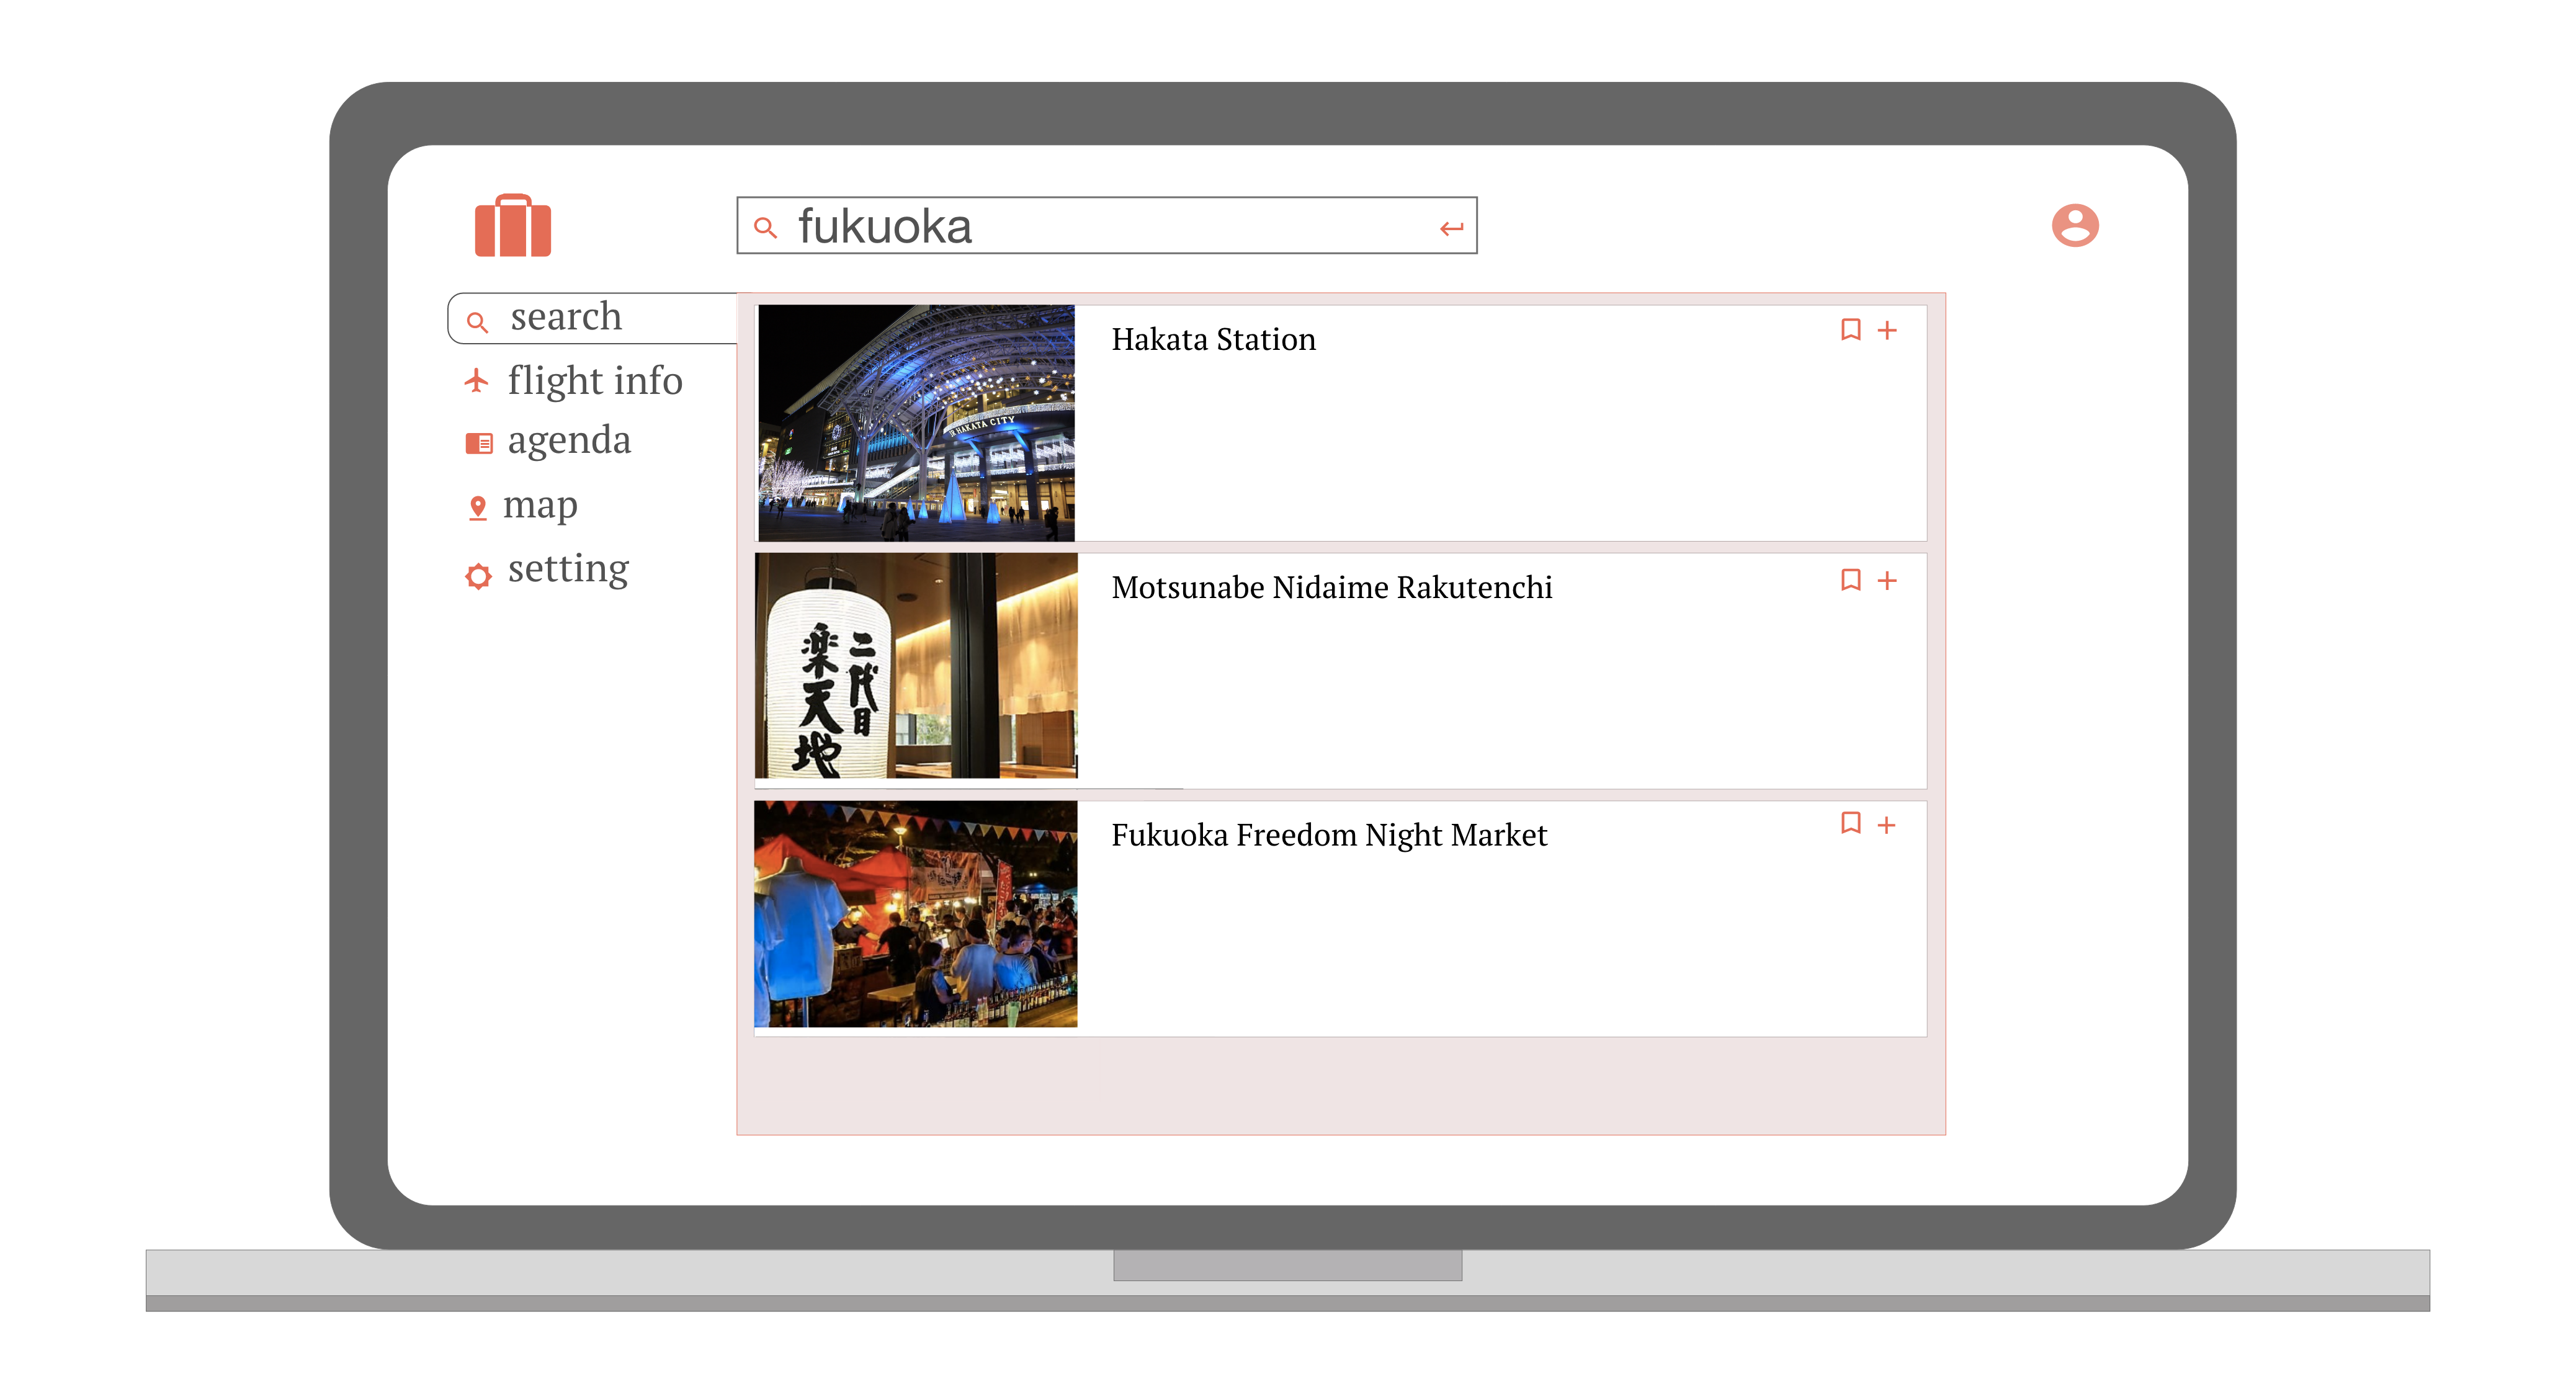 fukuoka
search
flight info
agenda
map
setting
Hakata Station
JR HAKATA CITY
Motsunabe Nidaime Rakutenchi
二代目
楽天地
Fukuoka Freedom Night Market